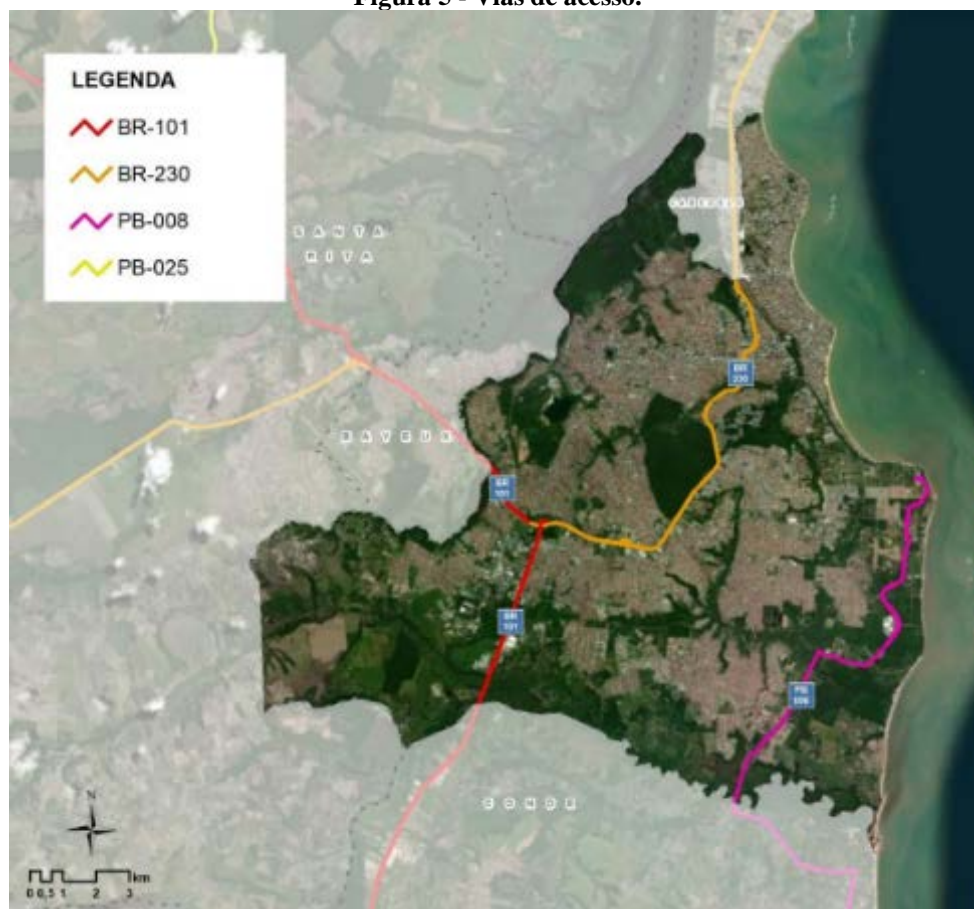 Figura 5 - Vias de acesso.
LEGENDA
BR-101
BR-230
PB-008
PB-025
SANTA
RITA
CABEDELO
BAYEUX
BR
230
BR
101
BR
101
PB
008
CONDE
N
km
0 0,5 1 2 3